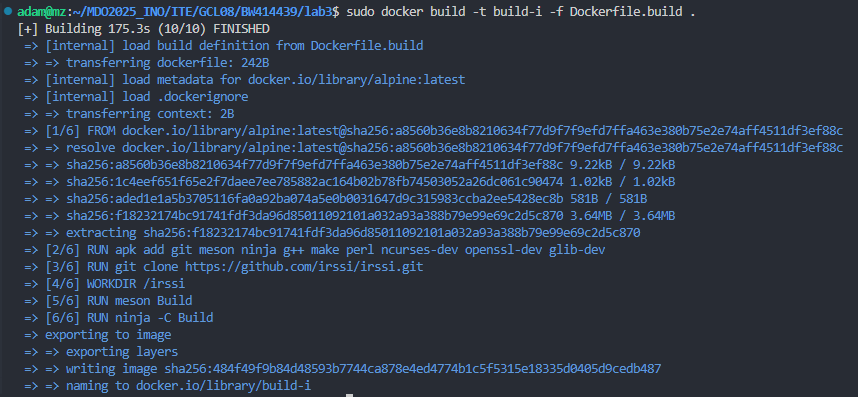 adam@mz:~/MDO2025_INO/ITE/GCL08/BW414439/lab3$ sudo docker build -t build-i -f Dockerfile.build .
[+] Building 175.3s (10/10) FINISHED
=> [internal] load build definition from Dockerfile.build
=> => transferring dockerfile: 242B
=> [internal] load metadata for docker.io/library/alpine:latest
=> [internal] load .dockerignore
=> => transferring context: 2B
=> [1/6] FROM docker.io/library/alpine:latest@sha256:a8560b36e8b8210634f77d9f7f9efd7ffa463e380b75e2e74aff4511df3ef88c
=> => resolve docker.io/library/alpine:latest@sha256:a8560b36e8b8210634f77d9f7f9efd7ffa463e380b75e2e74aff4511df3ef88c
=> => sha256:a8560b36e8b8210634f77d9f7f9efd7ffa463e380b75e2e74aff4511df3ef88c 9.22kB / 9.22kB
=> => sha256:1c4eef651f65e2f7daee7ee785882ac164b02b78fb74503052a26dc061c90474 1.02kB / 1.02kB
=> => sha256:aded1e1a5b3705116fa0a92ba074a5e0b0031647d9c315983ccba2ee5428ec8b 581B / 581B
=> => sha256:f18232174bc91741fdf3da96d85011092101a032a93a388b79e99e69c2d5c870 3.64MB / 3.64MB
=> => extracting sha256:f18232174bc91741fdf3da96d85011092101a032a93a388b79e99e69c2d5c870
=> [2/6] RUN apk add git meson ninja g++ make perl ncurses-dev openssl-dev glib-dev
=> [3/6] RUN git clone https://github.com/irssi/irssi.git
=> [4/6] WORKDIR /irssi
=> [5/6] RUN meson Build
=> [6/6] RUN ninja -C Build
=> exporting to image
=> => exporting layers
=> => writing image sha256:484f49f9b84d48593b7744ca878e4ed4774b1c5f5315e18335d0405d9cedb487
=> => naming to docker.io/library/build-i